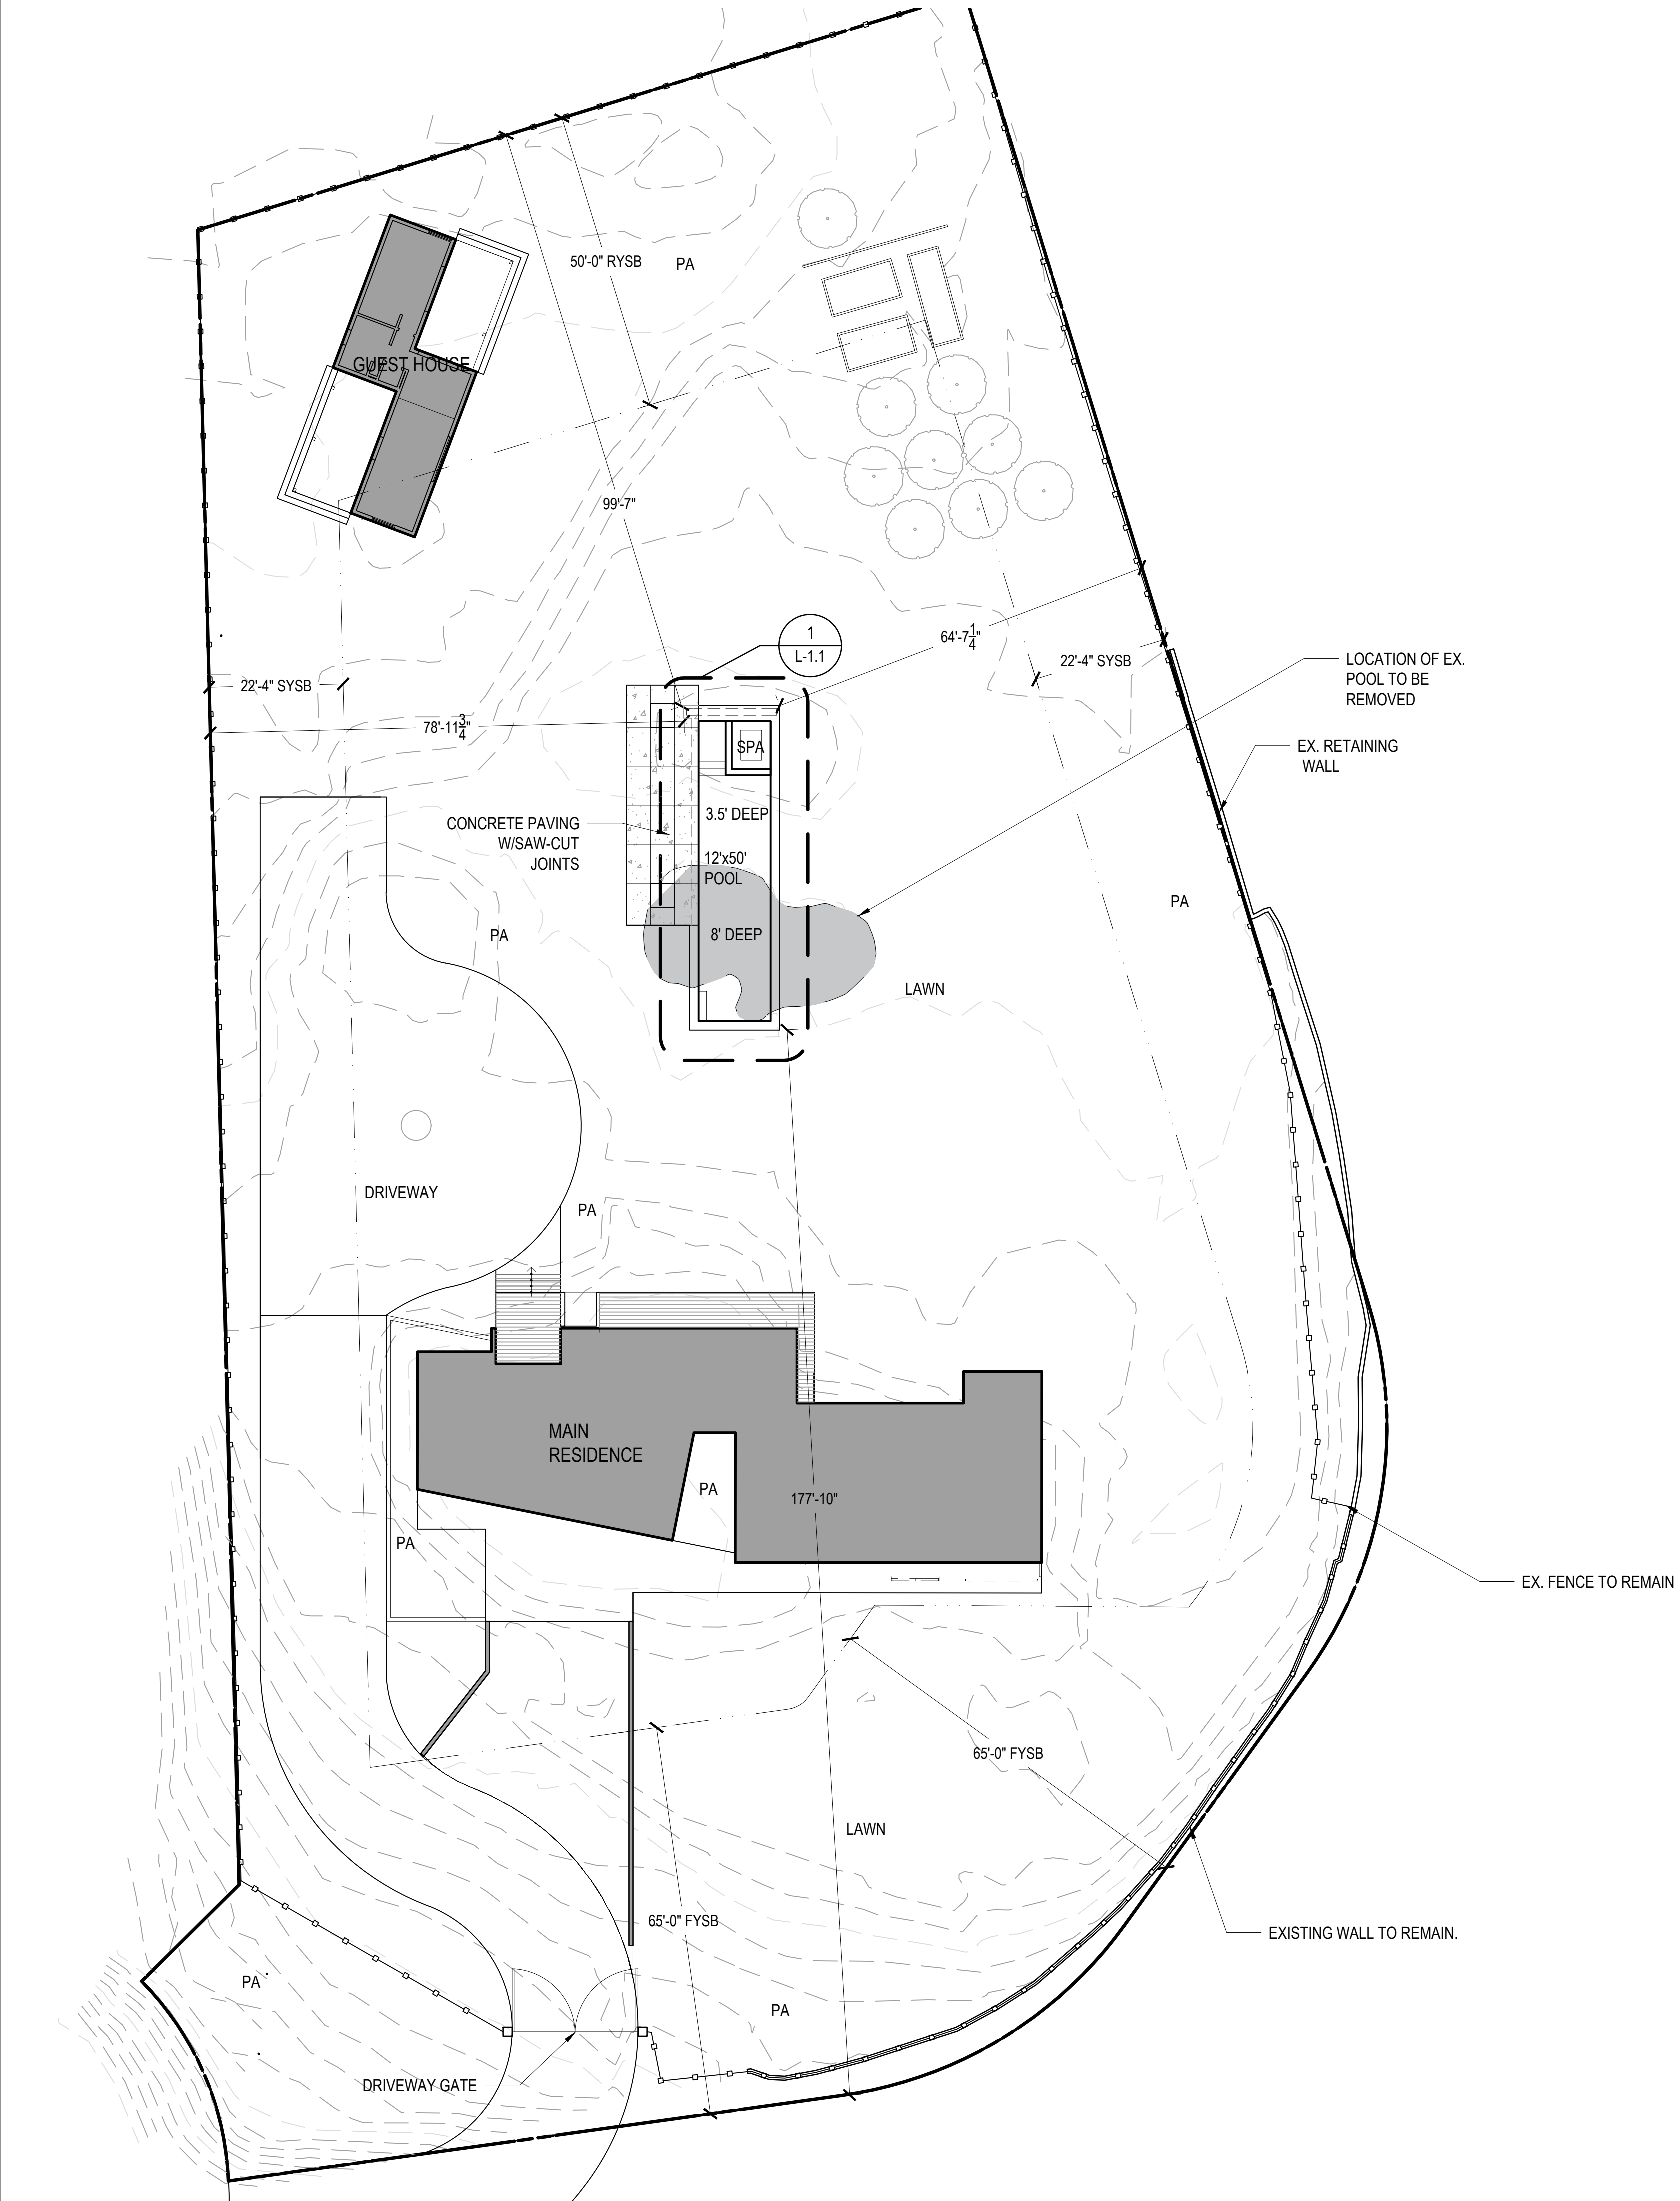 50'-0" RYSB
PA
GUEST HOUSE
99'-7"
1
L-1.1
64'-7 1/4"
22'-4" SYSB
LOCATION OF EX.
POOL TO BE
REMOVED
22'-4" SYSB
78'-11 3/4"
SPA
EX. RETAINING
WALL
3.5' DEEP
CONCRETE PAVING
W/SAW-CUT
JOINTS
12'x50'
POOL
PA
PA
8' DEEP
LAWN
DRIVEWAY
PA
MAIN
RESIDENCE
PA
177'-10"
PA
EX. FENCE TO REMAIN
65'-0" FYSB
LAWN
65'-0" FYSB
EXISTING WALL TO REMAIN.
PA
PA
DRIVEWAY GATE